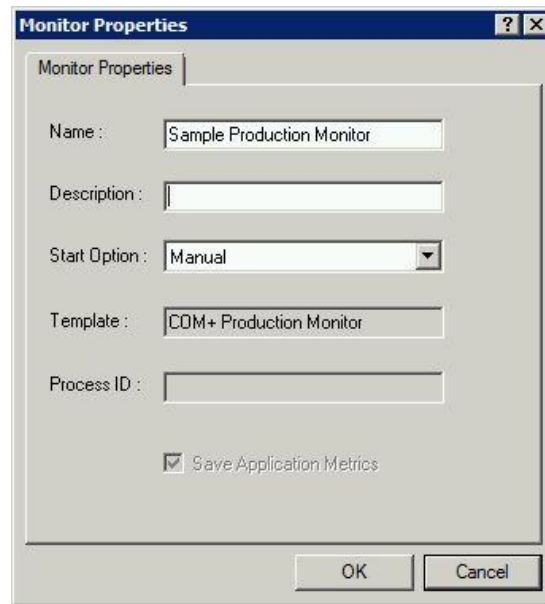 Monitor Properties
Monitor Properties
Name : Sample Production Monitor
Description :
Start Option : Manual
Template : COM+ Production Monitor
Process ID :
Save Application Metrics
OK Cancel